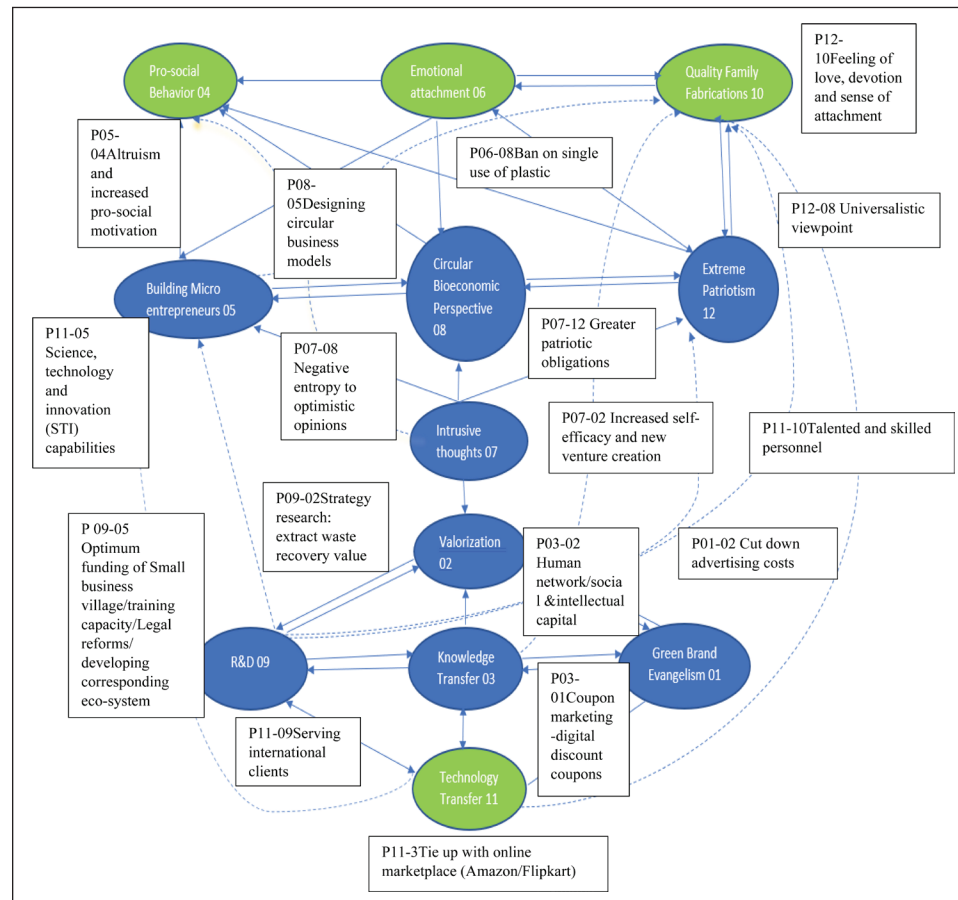 Pro-social
Behavior 04
Emotional
attachment 06
Quality Family
Fabrications 10
P12-
10Feeling of
love, devotion
and sense of
attachment
P05-
04Altruism
and
increased
pro-social
motivation
P08-
05Designing
circular
business
models
P06-08Ban on single
use of plastic
P12-08 Universalistic
viewpoint
Building Micro
entrepreneurs 05
Circular
Bioeconomic
Perspective
08
Extreme
Patriotism
12
P11-05
Science,
technology
and
innovation
(STI)
capabilities
P07-08
Negative
entropy to
optimistic
opinions
P07-12 Greater
patriotic
obligations
Intrusive
thoughts 07
P07-02 Increased self-
efficacy and new
venture creation
P11-10Talented and skilled
personnel
P09-02Strategy
research:
extract waste
recovery value
Valorization
02
P03-02
Human
network/socia
l &intellectual
capital
P01-02 Cut down
advertising costs
P 09-05
Optimum
funding of Small
business
village/training
capacity/Legal
reforms/
developing
corresponding
eco-system
R&D 09
Knowledge
Transfer 03
Green Brand
Evangelism 01
P03-
01Coupon
marketing
-digital
discount
coupons
P11-09Serving
international
clients
Technology
Transfer 11
P11-3Tie up with online
marketplace (Amazon/Flipkart)